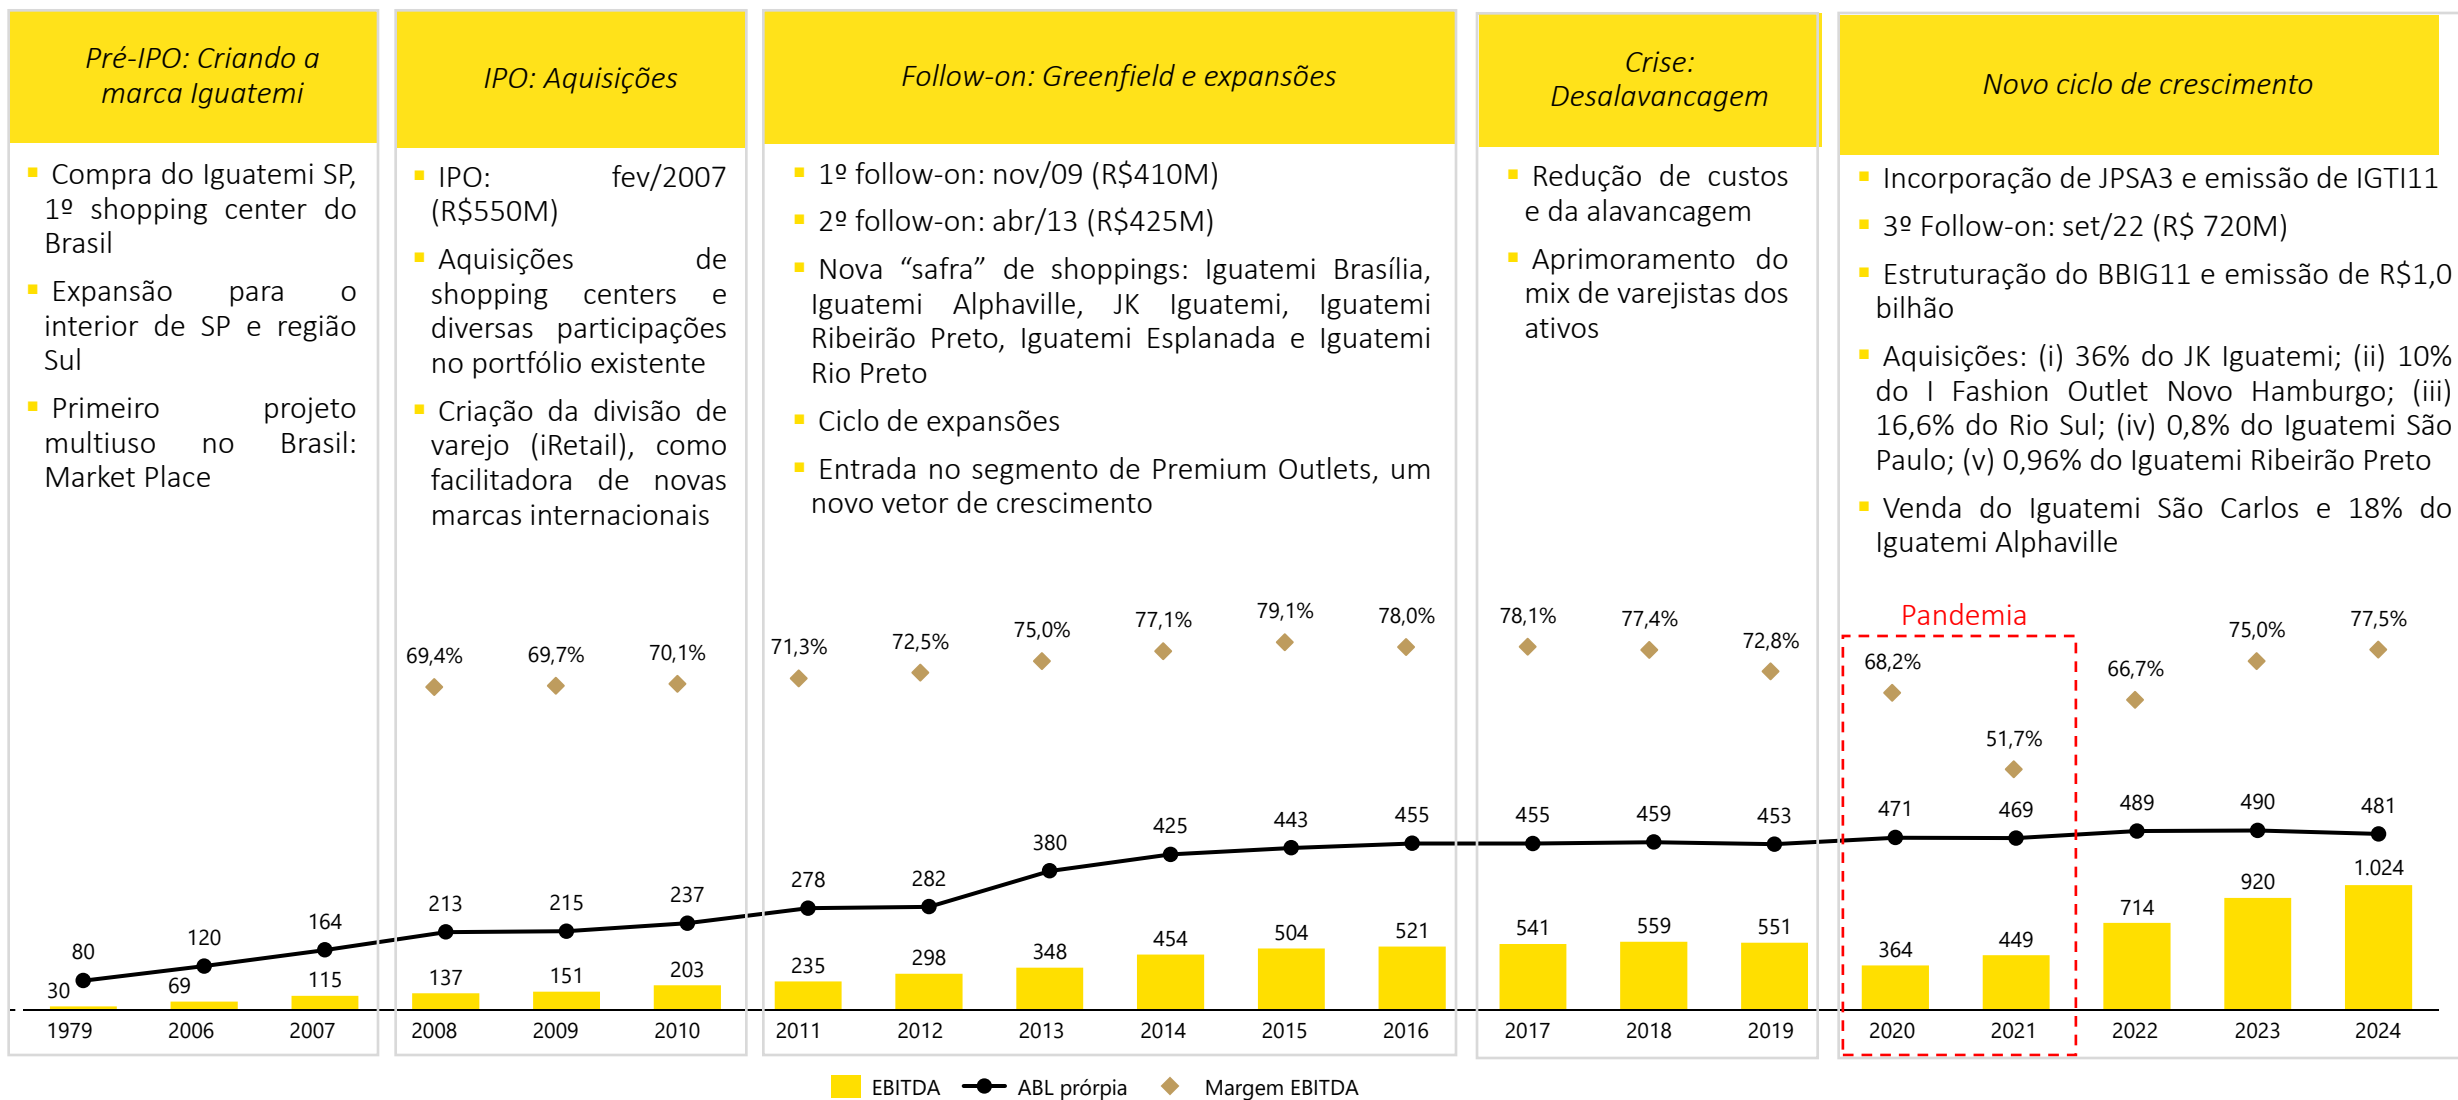 Pré-IPO: Criando a
marca Iguatemi
▪ Compra do Iguatemi SP,
1º shopping center do
Brasil
▪ Expansão para o
interior de SP e região
Sul
▪ Primeiro projeto
multiuso no Brasil:
Market Place
IPO: Aquisições
▪ IPO: fev/2007
(R$550M)
▪ Aquisições de
shopping centers e
diversas participações
no portfólio existente
▪ Criação da divisão de
varejo (iRetail), como
facilitadora de novas
marcas internacionais
Follow-on: Greenfield e expansões
▪ 1º follow-on: nov/09 (R$410M)
▪ 2º follow-on: abr/13 (R$425M)
▪ Nova “safra” de shoppings: Iguatemi Brasília,
Iguatemi Alphaville, JK Iguatemi, Iguatemi
Ribeirão Preto, Iguatemi Esplanada e Iguatemi
Rio Preto
▪ Ciclo de expansões
▪ Entrada no segmento de Premium Outlets, um
novo vetor de crescimento
Crise:
Desalavancagem
▪ Redução de custos
e da alavancagem
▪ Aprimoramento do
mix de varejistas dos
ativos
Novo ciclo de crescimento
▪ Incorporação de JPSA3 e emissão de IGTI11
▪ 3º Follow-on: set/22 (R$ 720M)
▪ Estruturação do BBIG11 e emissão de R$1,0
bilhão
▪ Aquisições: (i) 36% do JK Iguatemi; (ii) 10%
do I Fashion Outlet Novo Hamburgo; (iii)
16,6% do Rio Sul; (iv) 0,8% do Iguatemi São
Paulo; (v) 0,96% do Iguatemi Ribeirão Preto
▪ Venda do Iguatemi São Carlos e 18% do
Iguatemi Alphaville
Pandemia
69,4% 69,7% 70,1% 71,3% 72,5% 75,0% 77,1% 79,1% 78,0% 78,1% 77,4% 72,8% 68,2% 51,7% 66,7% 75,0% 77,5%
80 120 164 213 215 237 278 282 380 425 443 455 455 459 453 471 469 489 490 481
30 69 115 137 151 203 235 298 348 454 504 521 541 559 551 364 449 714 920 1.024
1979 2006 2007 2008 2009 2010 2011 2012 2013 2014 2015 2016 2017 2018 2019 2020 2021 2022 2023 2024
EBITDA ABL prórpia Margem EBITDA